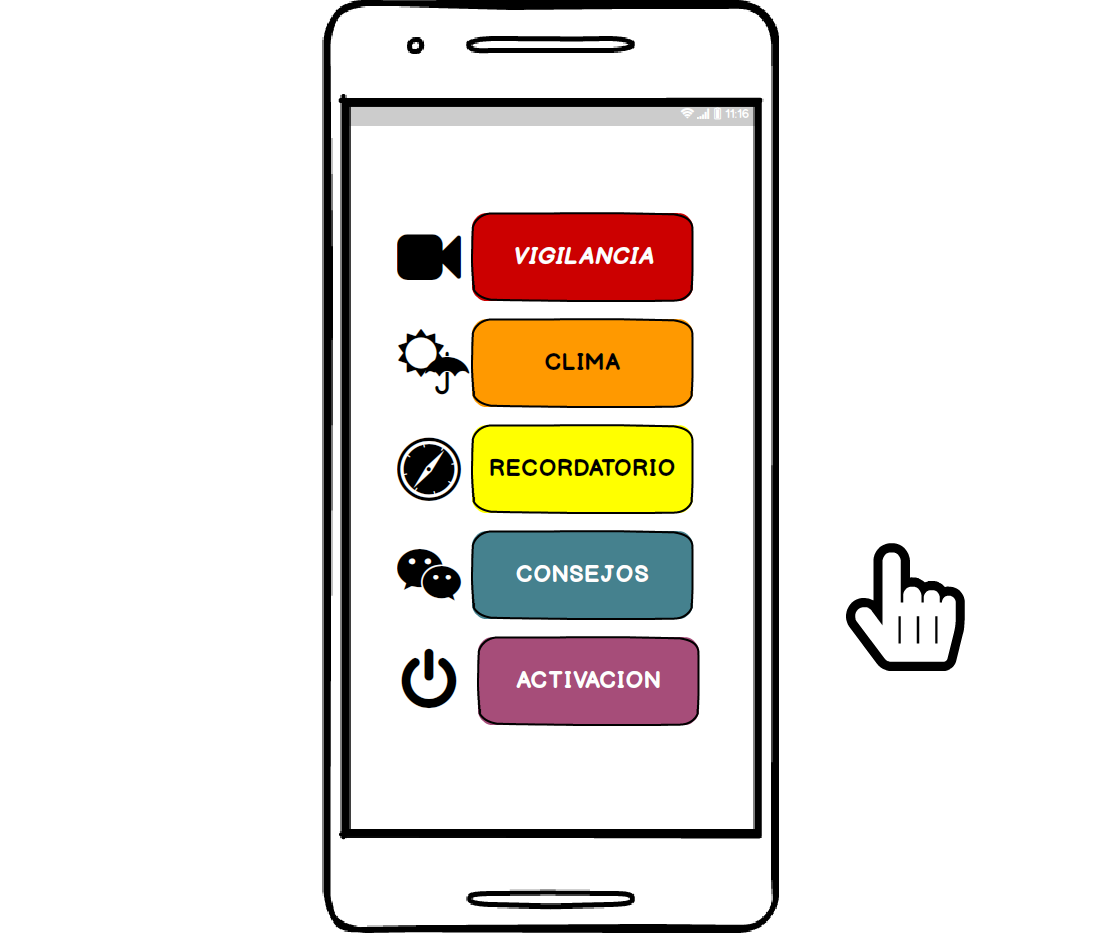 11:16
VIGILANCIA
CLIMA
RECORDATORIO
CONSEJOS
ACTIVACION